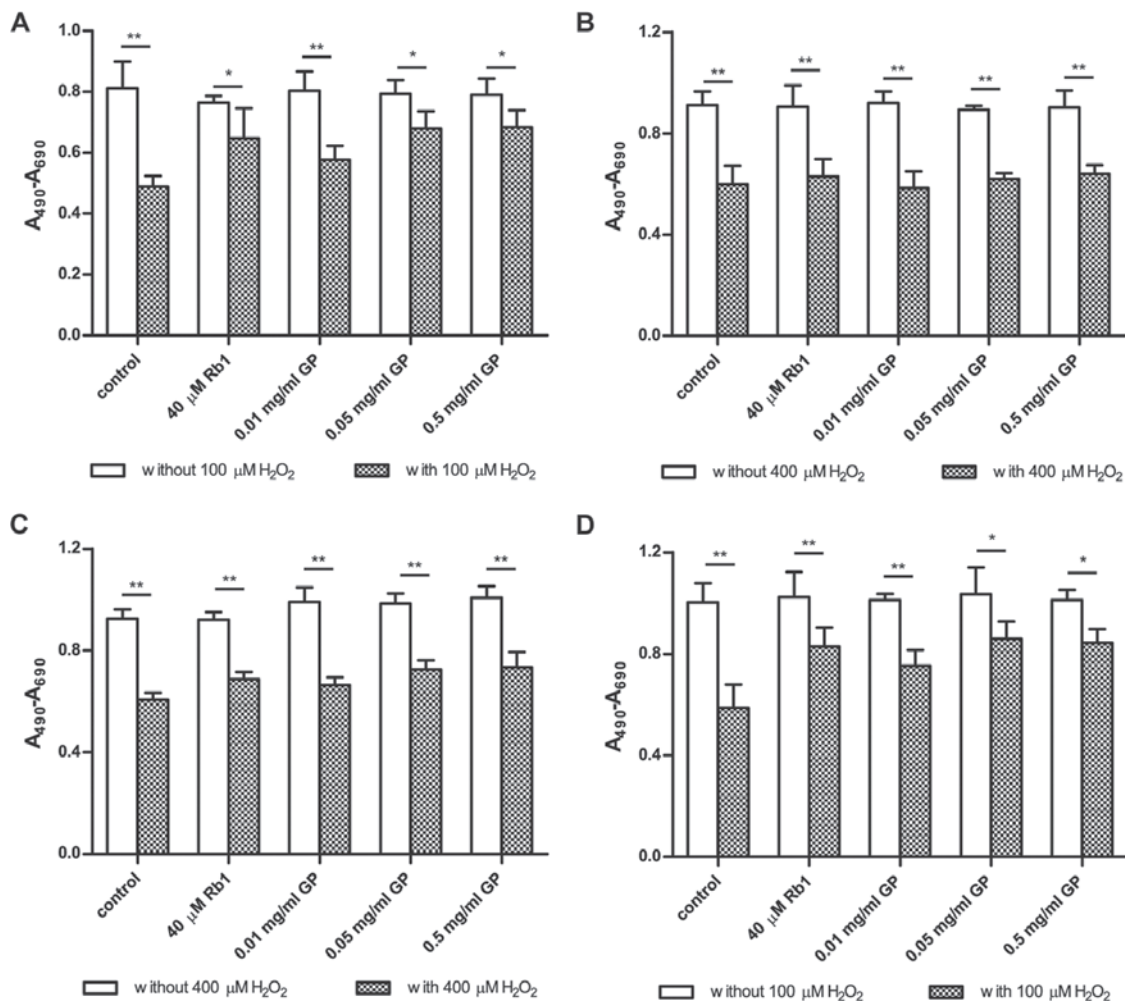 A
A₄₉₀-A₆₉₀
1.0
0.8
0.6
0.4
0.2
0.0
**
*
**
*
*
control
40 μM Rb1
0.01 mg/ml GP
0.05 mg/ml GP
0.5 mg/ml GP
without 100 μM H₂O₂
with 100 μM H₂O₂
B
A₄₉₀-A₆₉₀
1.2
0.8
0.4
0.0
**
**
**
**
**
control
40 μM Rb1
0.01 mg/ml GP
0.05 mg/ml GP
0.5 mg/ml GP
without 400 μM H₂O₂
with 400 μM H₂O₂
C
A₄₉₀-A₆₉₀
1.2
0.8
0.4
0.0
**
**
**
**
**
control
40 μM Rb1
0.01 mg/ml GP
0.05 mg/ml GP
0.5 mg/ml GP
without 400 μM H₂O₂
with 400 μM H₂O₂
D
A₄₉₀-A₆₉₀
1.2
0.8
0.4
0.0
**
**
**
*
*
control
40 μM Rb1
0.01 mg/ml GP
0.05 mg/ml GP
0.5 mg/ml GP
without 100 μM H₂O₂
with 100 μM H₂O₂